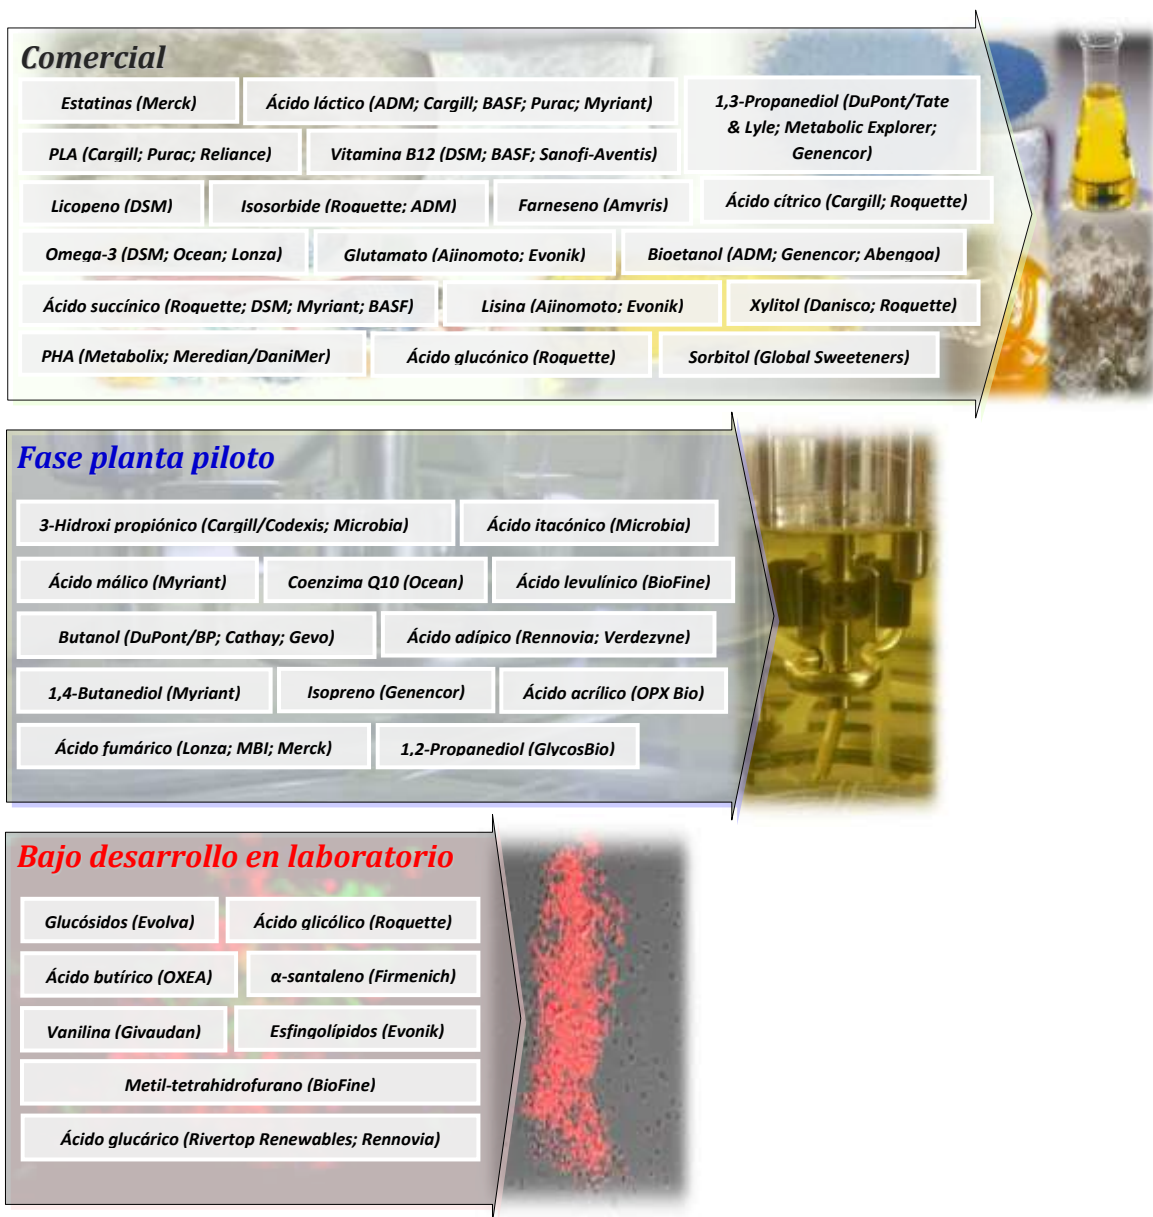 Comercial
Estatinas (Merck)
Ácido láctico (ADM; Cargill; BASF; Purac; Myriant)
1,3-Propanediol (DuPont/Tate
& Lyle; Metabolic Explorer;
Genencor)
PLA (Cargill; Purac; Reliance)
Vitamina B12 (DSM; BASF; Sanofi-Aventis)
Licopeno (DSM)
Isosorbide (Roquette; ADM)
Farneseno (Amyris)
Ácido cítrico (Cargill; Roquette)
Omega-3 (DSM; Ocean; Lonza)
Glutamato (Ajinomoto; Evonik)
Bioetanol (ADM; Genencor; Abengoa)
Ácido succínico (Roquette; DSM; Myriant; BASF)
Lisina (Ajinomoto; Evonik)
Xylitol (Danisco; Roquette)
PHA (Metabolix; Meredian/DaniMer)
Ácido glucónico (Roquette)
Sorbitol (Global Sweeteners)
Fase planta piloto
3-Hidroxi propiónico (Cargill/Codexis; Microbia)
Ácido itacónico (Microbia)
Ácido málico (Myriant)
Coenzima Q10 (Ocean)
Ácido levulínico (BioFine)
Butanol (DuPont/BP; Cathay; Gevo)
Ácido adípico (Rennovia; Verdezyne)
1,4-Butanediol (Myriant)
Isopreno (Genencor)
Ácido acrílico (OPX Bio)
Ácido fumárico (Lonza; MBI; Merck)
1,2-Propanediol (GlycosBio)
Bajo desarrollo en laboratorio
Glucósidos (Evolva)
Ácido glicólico (Roquette)
Ácido butírico (OXEA)
α-santaleno (Firmenich)
Vanilina (Givaudan)
Esfingolípidos (Evonik)
Metil-tetrahidrofurano (BioFine)
Ácido glucárico (Rivertop Renewables; Rennovia)